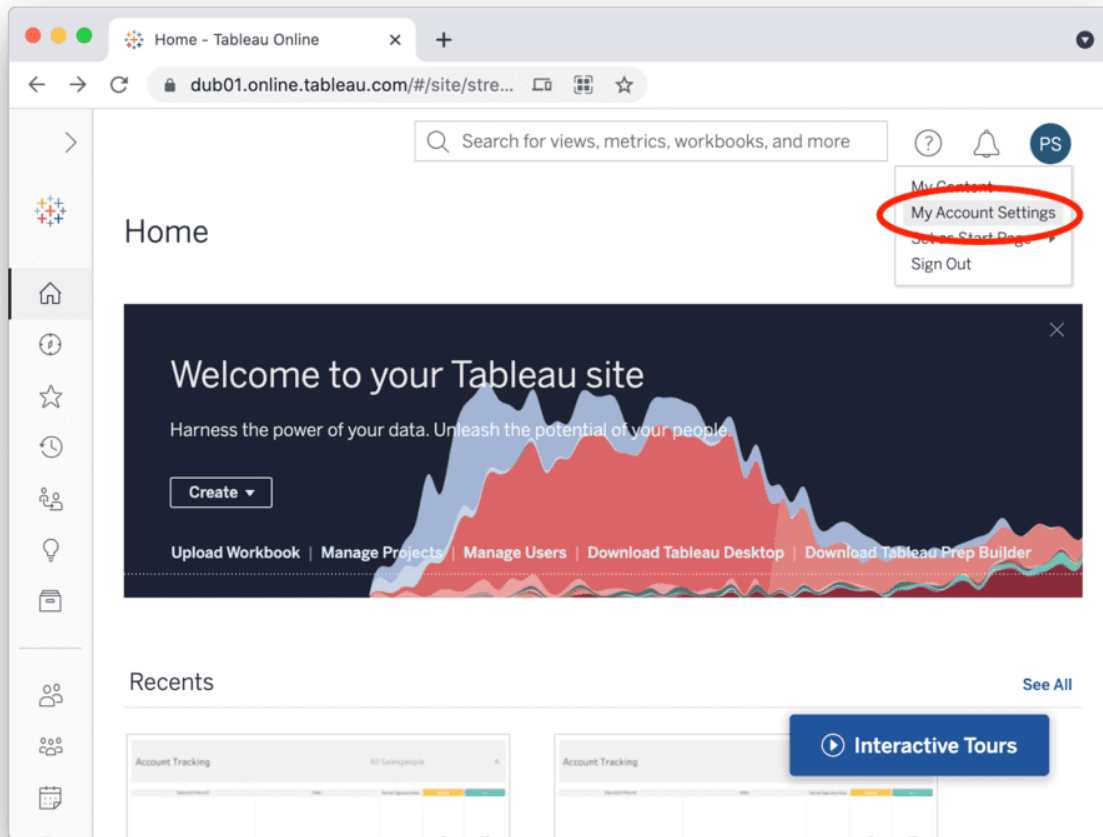 Home - Tableau Online
dub01.online.tableau.com/#/site/stre...
Search for views, metrics, workbooks, and more
?
PS
My Content
My Account Settings
Set as Start Page
Sign Out
Home
Welcome to your Tableau site
Harness the power of your data. Unleash the potential of your people.
Create
Upload Workbook | Manage Projects | Manage Users | Download Tableau Desktop | Download Tableau Prep Builder
Recents
See All
Interactive Tours
Account Tracking
All Salespeople
Account Tracking